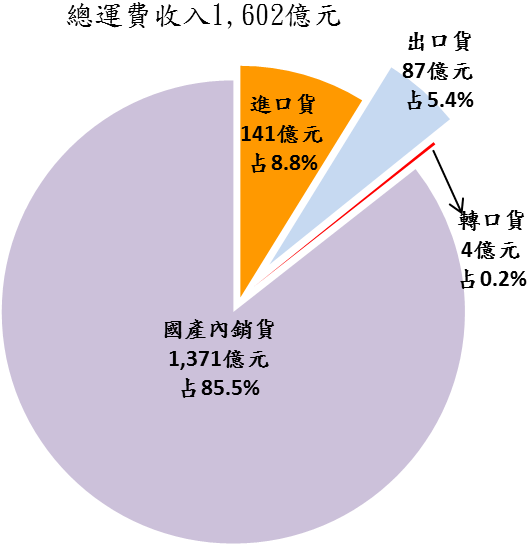 總運費收入1,602億元
出口貨
87億元
占5.4%
進口貨
141億元
占8.8%
轉口貨
4億元
占0.2%
國產內銷貨
1,371億元
占85.5%